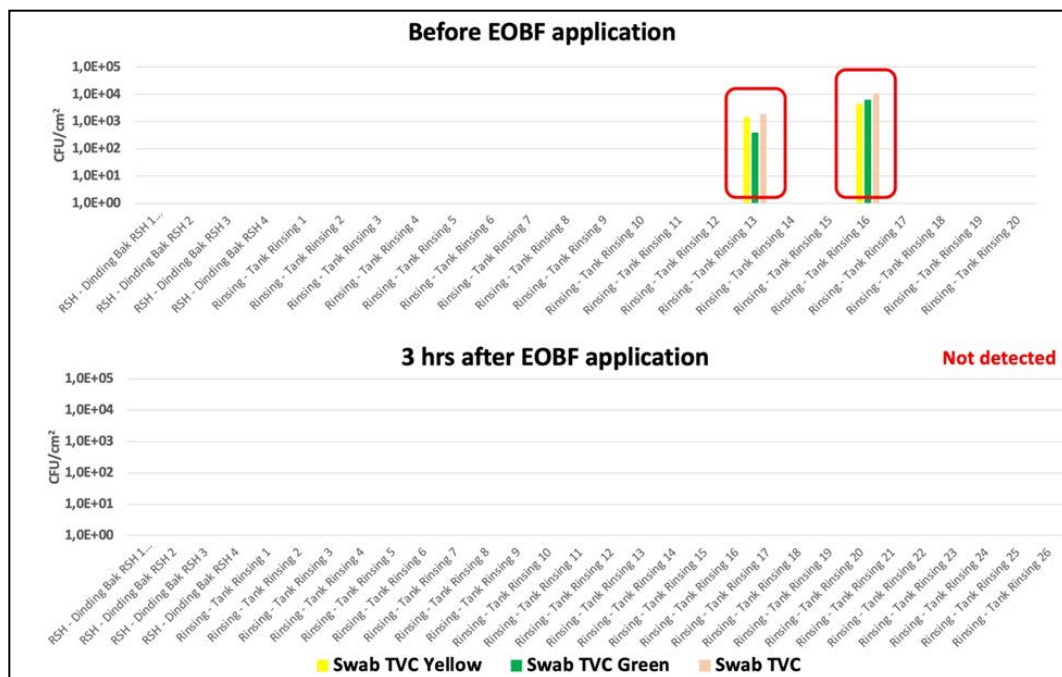 Before EOBF application
1,0E+05
1,0E+04
1,0E+03
1,0E+02
1,0E+01
1,0E+00
CFU/cm²
RSH - Dinding Bak RSH 1...
RSH - Dinding Bak RSH 2
RSH - Dinding Bak RSH 3
RSH - Dinding Bak RSH 4
Rinsing - Tank Rinsing 1
Rinsing - Tank Rinsing 2
Rinsing - Tank Rinsing 3
Rinsing - Tank Rinsing 4
Rinsing - Tank Rinsing 5
Rinsing - Tank Rinsing 6
Rinsing - Tank Rinsing 7
Rinsing - Tank Rinsing 8
Rinsing - Tank Rinsing 9
Rinsing - Tank Rinsing 10
Rinsing - Tank Rinsing 11
Rinsing - Tank Rinsing 12
Rinsing - Tank Rinsing 13
Rinsing - Tank Rinsing 14
Rinsing - Tank Rinsing 15
Rinsing - Tank Rinsing 16
Rinsing - Tank Rinsing 17
Rinsing - Tank Rinsing 18
Rinsing - Tank Rinsing 19
Rinsing - Tank Rinsing 20
3 hrs after EOBF application
Not detected
1,0E+05
1,0E+04
1,0E+03
1,0E+02
1,0E+01
1,0E+00
CFU/cm²
RSH - Dinding Bak RSH 1...
RSH - Dinding Bak RSH 2
RSH - Dinding Bak RSH 3
RSH - Dinding Bak RSH 4
Rinsing - Tank Rinsing 1
Rinsing - Tank Rinsing 2
Rinsing - Tank Rinsing 3
Rinsing - Tank Rinsing 4
Rinsing - Tank Rinsing 5
Rinsing - Tank Rinsing 6
Rinsing - Tank Rinsing 7
Rinsing - Tank Rinsing 8
Rinsing - Tank Rinsing 9
Rinsing - Tank Rinsing 10
Rinsing - Tank Rinsing 11
Rinsing - Tank Rinsing 12
Rinsing - Tank Rinsing 13
Rinsing - Tank Rinsing 14
Rinsing - Tank Rinsing 15
Rinsing - Tank Rinsing 16
Rinsing - Tank Rinsing 17
Rinsing - Tank Rinsing 18
Rinsing - Tank Rinsing 19
Rinsing - Tank Rinsing 20
Rinsing - Tank Rinsing 21
Rinsing - Tank Rinsing 22
Rinsing - Tank Rinsing 23
Rinsing - Tank Rinsing 24
Rinsing - Tank Rinsing 25
Rinsing - Tank Rinsing 26
Swab TVC Yellow
Swab TVC Green
Swab TVC